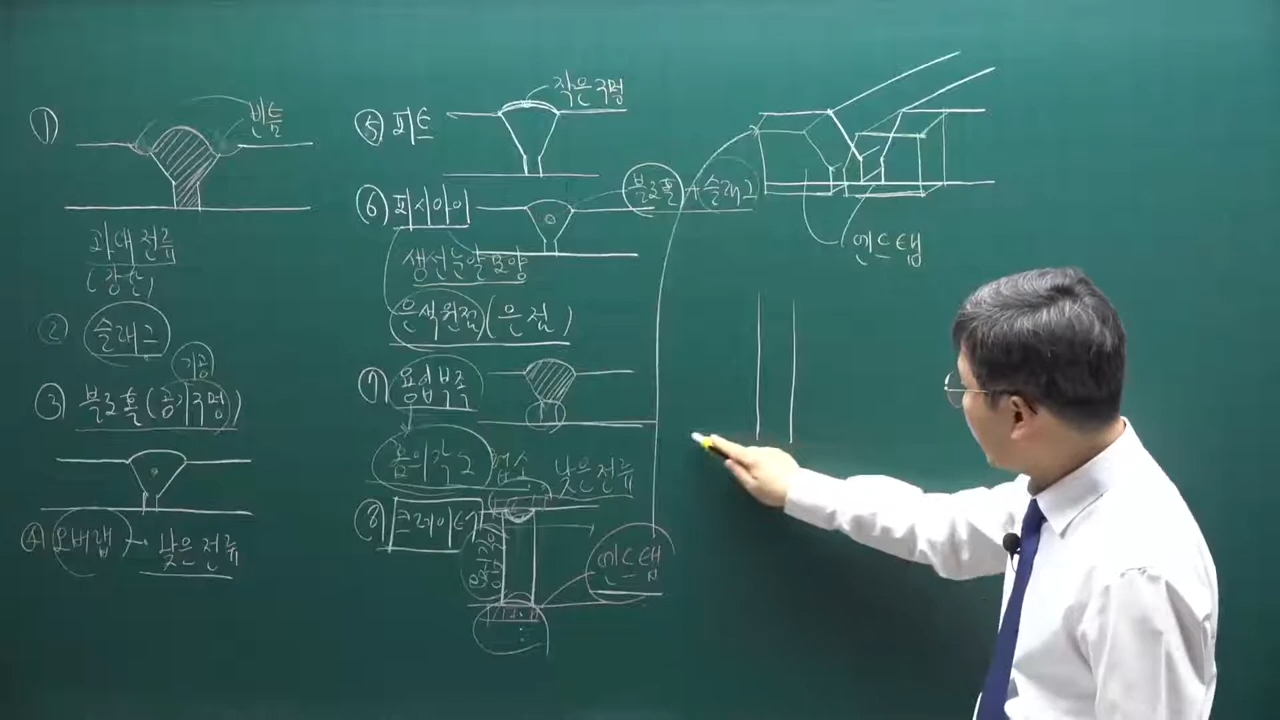 ① 빈틈
과대전류
(강한)
② 슬래그
기공
③ 블로홀(공기구멍)
④ 오버랩 → 낮은전류
⑤ 피트 작은구멍
⑥ 피시아이 블로홀 + 슬래그
생선눈알모양
은색원점(은점)
⑦ 용입부족
홈의각소
낮은전류
⑧ 크레이터
엔드탭
엔드탭